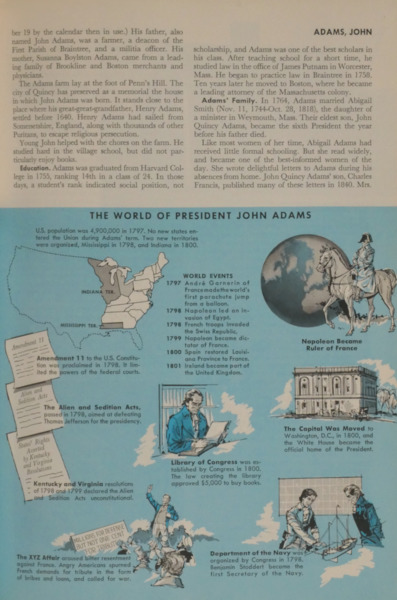 ber 19 by the calendar then in use.) His father, also
named John Adams, was a farmer, a deacon of the
First Parish of Braintree, and a militia officer. His
mother, Susanna Boylston Adams, came from a lead-
ing family of Brookline and Boston merchants and
physicians.
The Adams farm lay at the foot of Penn's Hill. The
city of Quincy has preserved as a memorial the house
in which John Adams was born. It stands close to the
place where his great-great-grandfather, Henry Adams,
settled before 1640. Henry Adams had sailed from
Somersetshire, England, along with thousands of other
Puritans, to escape religious persecution.
Young John helped with the chores on the farm. He
studied hard in the village school, but did not par-
ticularly enjoy books.
Education. Adams was graduated from Harvard Col-
lege in 1755, ranking 14th in a class of 24. In those
days, a student's rank indicated social position, not
ADAMS, JOHN
scholarship, and Adams was one of the best scholars in
his class. After teaching school for a short time, he
studied law in the office of James Putnam in Worcester,
Mass. He began to practice law in Braintree in 1758.
Ten years later he moved to Boston, where he became
a leading attorney of the Massachusetts colony.
Adams' Family. In 1764, Adams married Abigail
Smith (Nov. 11, 1744-Oct. 28, 1818), the daughter of
a minister in Weymouth, Mass. Their eldest son, John
Quincy Adams, became the sixth President the year
before his father died.
Like most women of her time, Abigail Adams had
received little formal schooling. But she read widely,
and became one of the best-informed women of the
day. She wrote delightful letters to Adams during his
absences from home. John Quincy Adams' son, Charles
Francis, published many of these letters in 1840. Mrs.
THE WORLD OF PRESIDENT JOHN ADAMS
U.S. population was 4,900,000 in 1797. No new states en-
tered the Union during Adams' term. Two new territories
were organized, Mississippi in 1798, and Indiana in 1800.
INDIANA TER.
MISSISSIPPI TER.
WORLD EVENTS
1797 André Garnerin of
France made the world's
first parachute jump
from a balloon.
1798 Napoleon led an in-
vasion of Egypt.
1798 French troops invaded
the Swiss Republic.
1799 Napoleon became dic-
tator of France.
1800 Spain restored Louisi-
ana Province to France.
1801 Ireland became part of
the United Kingdom.
Napoleon Became
Ruler of France
Amendment 11
Amendment 11 to the U.S. Constitu-
tion was proclaimed in 1798. It lim-
ited the powers of the federal courts.
Alien and
Sedition Acts
The Alien and Sedition Acts,
passed in 1798, aimed at defeating
Thomas Jefferson for the presidency.
States' Rights
Asserted
by Kentucky
and Virginia
Resolutions
Kentucky and Virginia resolutions
of 1798 and 1799 declared the Alien
and Sedition Acts unconstitutional.
Library of Congress was es-
tablished by Congress in 1800.
The law creating the library
approved $5,000 to buy books.
The Capital Was Moved to
Washington, D.C., in 1800, and
the White House became the
official home of the President.
MILLIONS FOR DEFENSE
BUT NOT ONE CENT
The XYZ Affair aroused bitter resentment
against France. Angry Americans spurned
French demands for tribute in the form
of bribes and loans, and called for war.
Department of the Navy was
organized by Congress in 1798.
Benjamin Stoddert became the
first Secretary of the Navy.